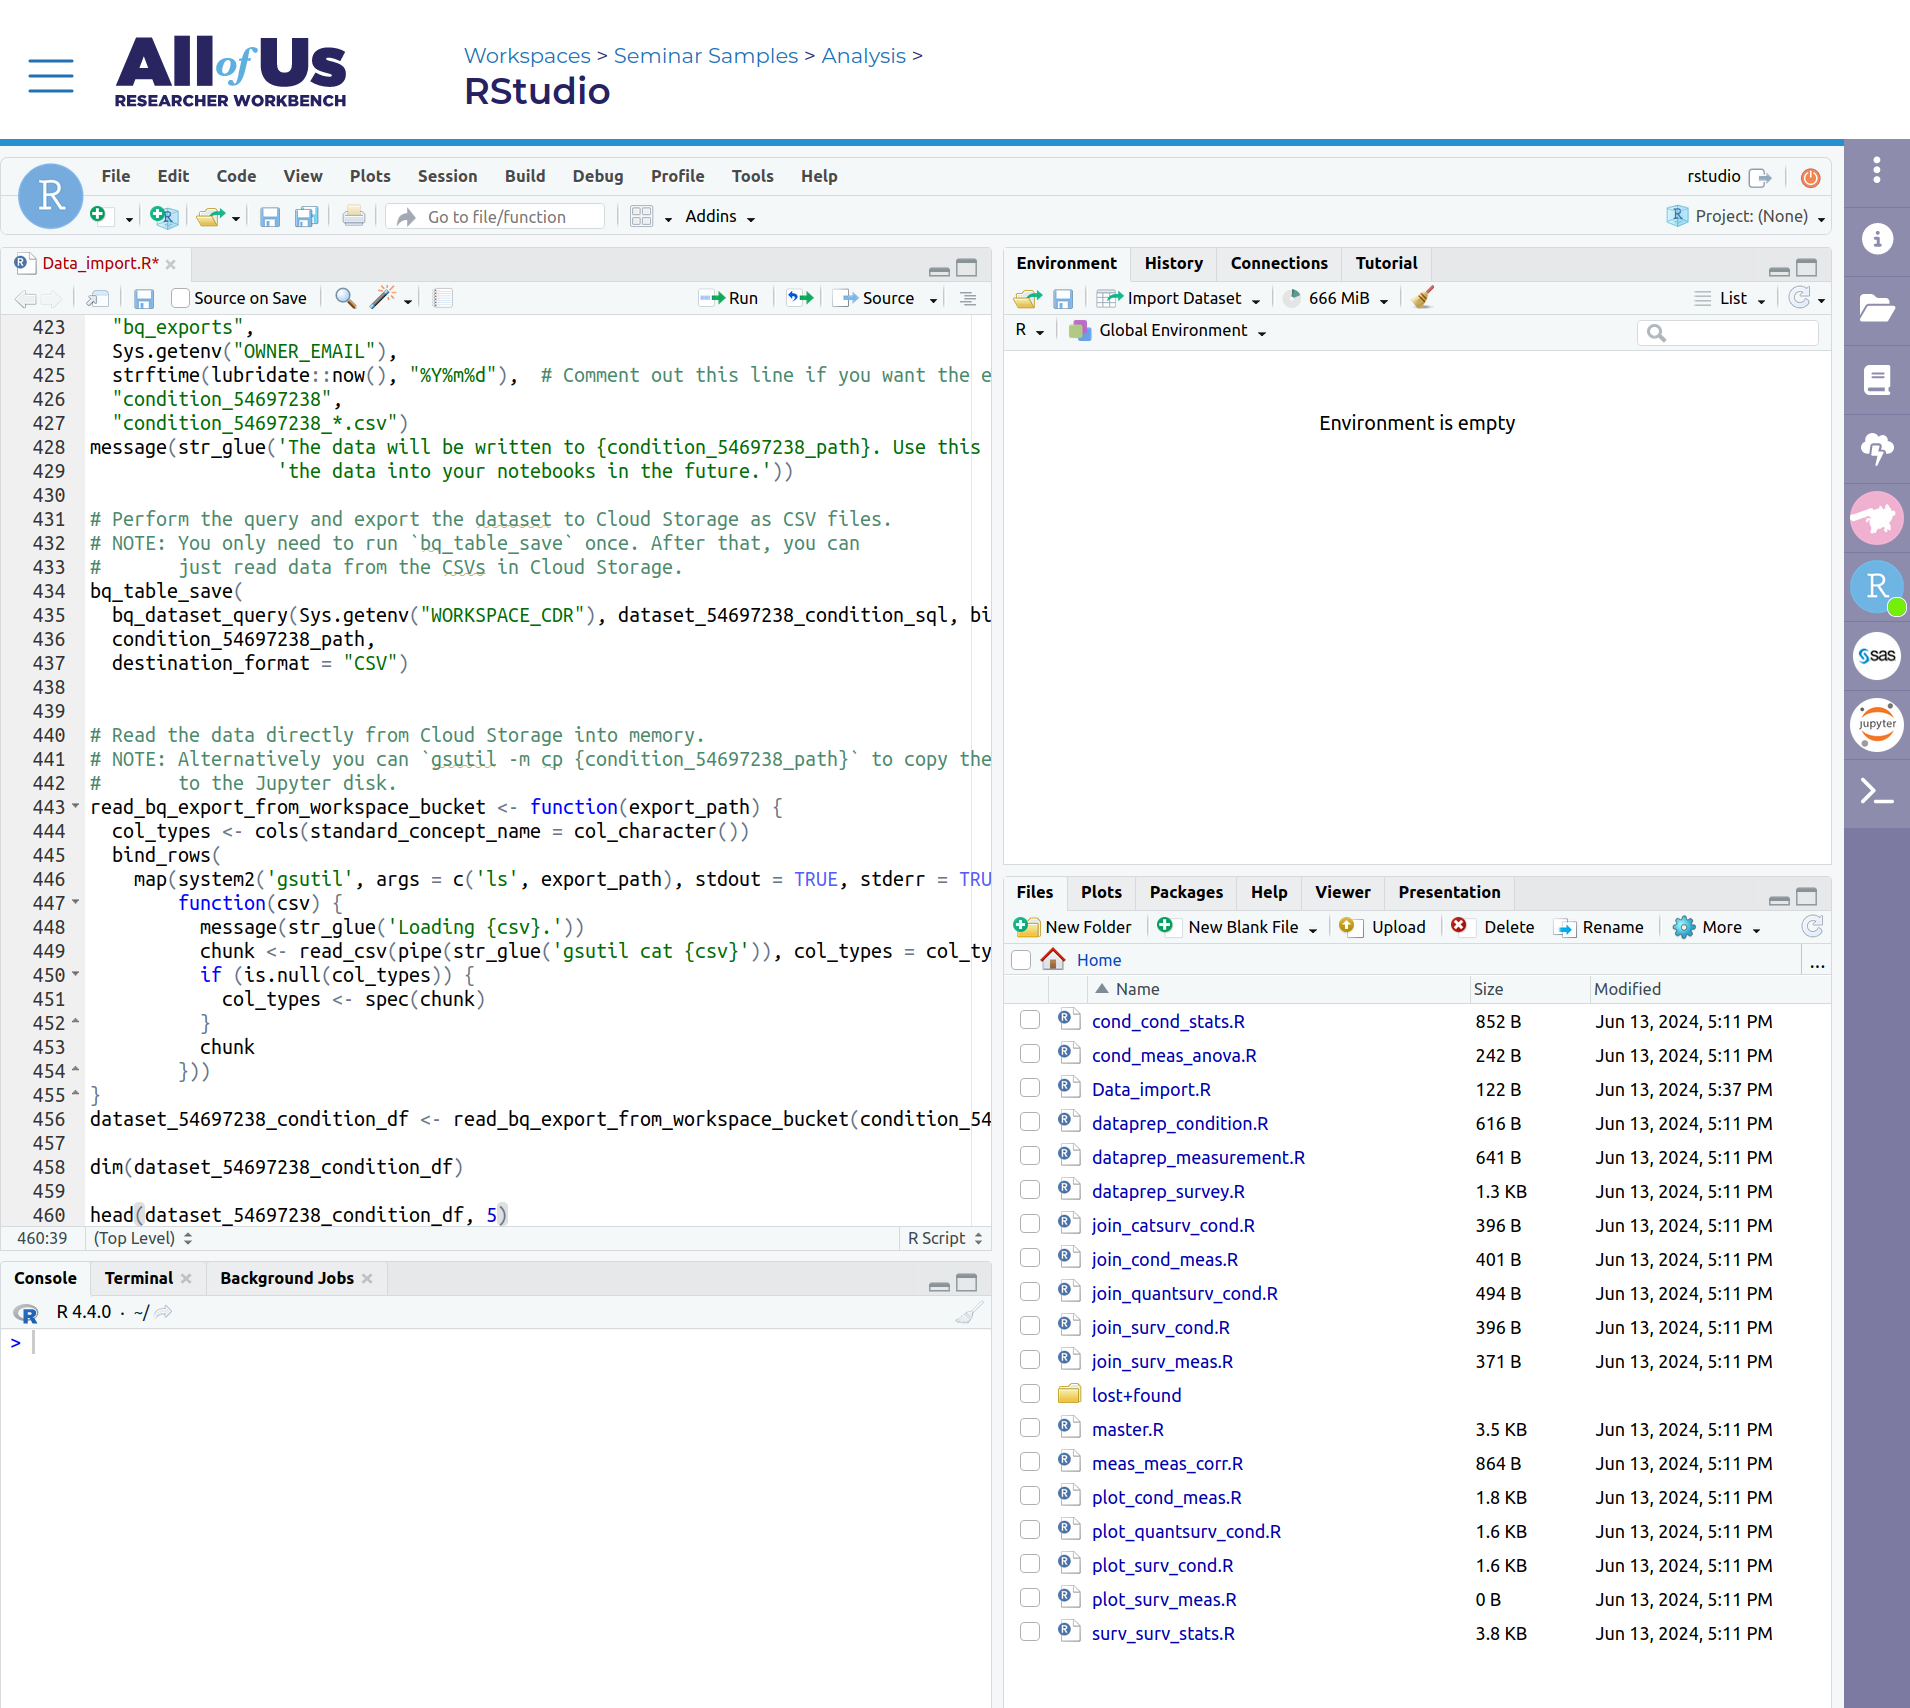 All of Us
RESEARCHER WORKBENCH
Workspaces > Seminar Samples > Analysis >
RStudio
R
File Edit Code View Plots Session Build Debug Profile Tools Help
rstudio
Go to file/function
Addins
Project: (None)
Data_import.R*
Source on Save
Run
Source
423   "bq_exports",
424   Sys.getenv("OWNER_EMAIL"),
425   strftime(lubridate::now(), "%Y%m%d"),  # Comment out this line if you want the e
426   "condition_54697238",
427   "condition_54697238_*.csv")
428 message(str_glue('The data will be written to {condition_54697238_path}. Use this
429                  'the data into your notebooks in the future.'))
430
431 # Perform the query and export the dataset to Cloud Storage as CSV files.
432 # NOTE: You only need to run `bq_table_save` once. After that, you can
433 #       just read data from the CSVs in Cloud Storage.
434 bq_table_save(
435   bq_dataset_query(Sys.getenv("WORKSPACE_CDR"), dataset_54697238_condition_sql, bi
436   condition_54697238_path,
437   destination_format = "CSV")
438
439
440 # Read the data directly from Cloud Storage into memory.
441 # NOTE: Alternatively you can `gsutil -m cp {condition_54697238_path}` to copy the
442 #       to the Jupyter disk.
443 read_bq_export_from_workspace_bucket <- function(export_path) {
444   col_types <- cols(standard_concept_name = col_character())
445   bind_rows(
446     map(system2('gsutil', args = c('ls', export_path), stdout = TRUE, stderr = TRU
447         function(csv) {
448           message(str_glue('Loading {csv}.'))
449           chunk <- read_csv(pipe(str_glue('gsutil cat {csv}')), col_types = col_ty
450           if (is.null(col_types)) {
451             col_types <- spec(chunk)
452           }
453           chunk
454         }))
455 }
456 dataset_54697238_condition_df <- read_bq_export_from_workspace_bucket(condition_54
457
458 dim(dataset_54697238_condition_df)
459
460 head(dataset_54697238_condition_df, 5)
460:39 (Top Level) R Script
Console Terminal Background Jobs
R R 4.4.0 · ~/
>
Environment History Connections Tutorial
Import Dataset 666 MiB List
R Global Environment
Environment is empty
Files Plots Packages Help Viewer Presentation
New Folder New Blank File Upload Delete Rename More
Home ...
Name Size Modified
cond_cond_stats.R 852 B Jun 13, 2024, 5:11 PM
cond_meas_anova.R 242 B Jun 13, 2024, 5:11 PM
Data_import.R 122 B Jun 13, 2024, 5:37 PM
dataprep_condition.R 616 B Jun 13, 2024, 5:11 PM
dataprep_measurement.R 641 B Jun 13, 2024, 5:11 PM
dataprep_survey.R 1.3 KB Jun 13, 2024, 5:11 PM
join_catsurv_cond.R 396 B Jun 13, 2024, 5:11 PM
join_cond_meas.R 401 B Jun 13, 2024, 5:11 PM
join_quantsurv_cond.R 494 B Jun 13, 2024, 5:11 PM
join_surv_cond.R 396 B Jun 13, 2024, 5:11 PM
join_surv_meas.R 371 B Jun 13, 2024, 5:11 PM
lost+found
master.R 3.5 KB Jun 13, 2024, 5:11 PM
meas_meas_corr.R 864 B Jun 13, 2024, 5:11 PM
plot_cond_meas.R 1.8 KB Jun 13, 2024, 5:11 PM
plot_quantsurv_cond.R 1.6 KB Jun 13, 2024, 5:11 PM
plot_surv_cond.R 1.6 KB Jun 13, 2024, 5:11 PM
plot_surv_meas.R 0 B Jun 13, 2024, 5:11 PM
surv_surv_stats.R 3.8 KB Jun 13, 2024, 5:11 PM
R
sas
jupyter